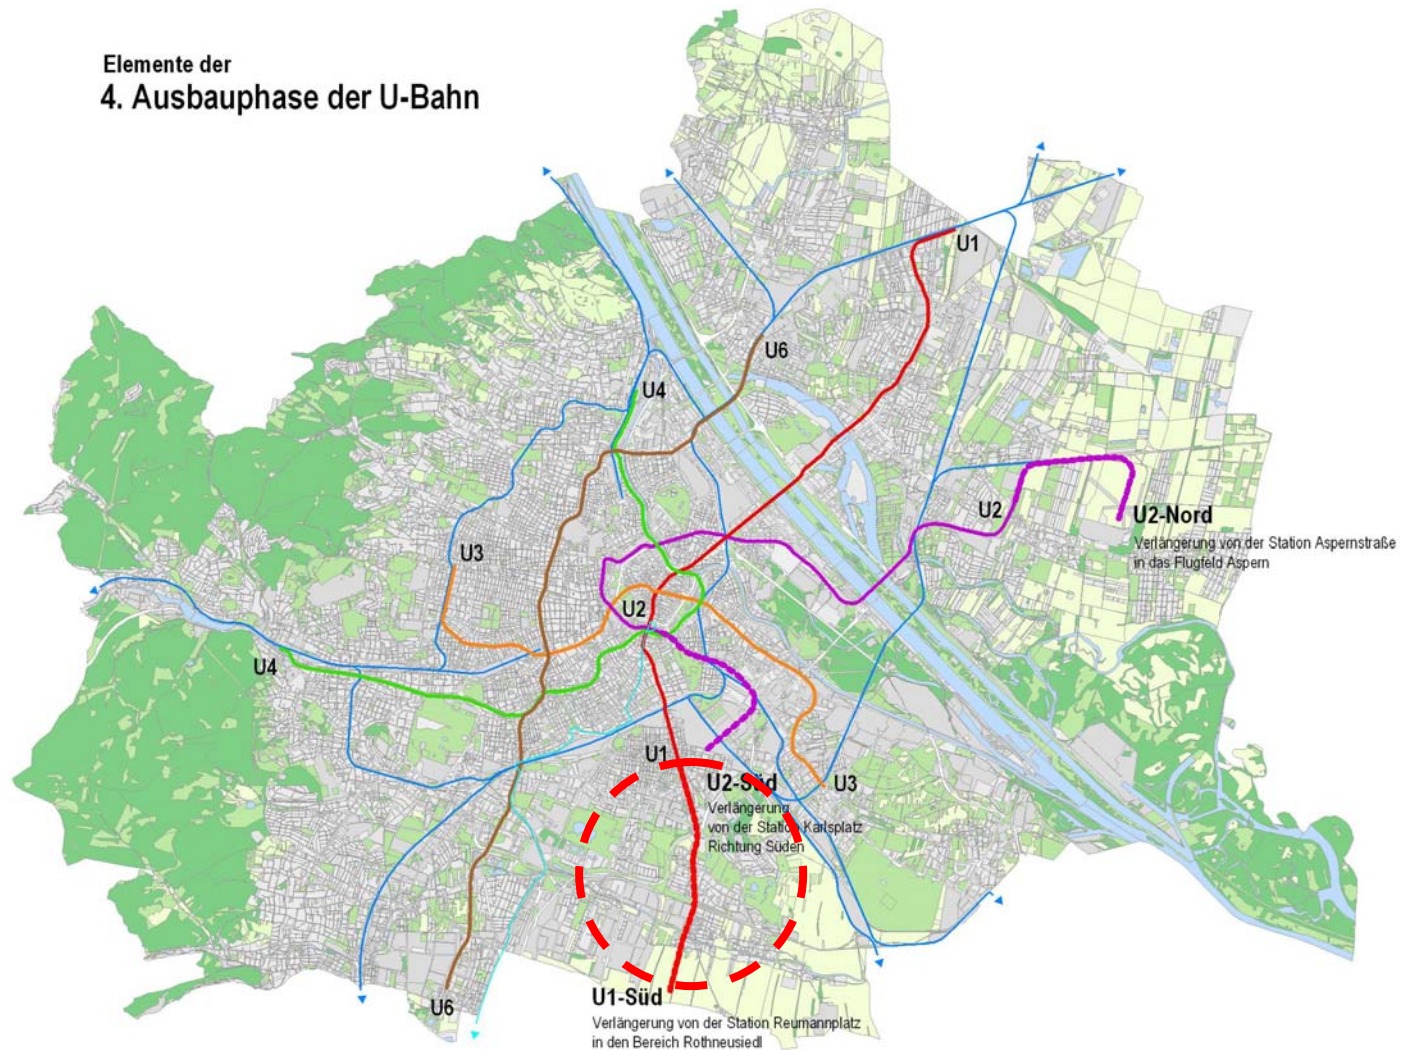 Elemente der
4. Ausbauphase der U-Bahn
U1
U6
U4
U2
U2-Nord
Verlängerung von der Station Aspernstraße
in das Flugfeld Aspern
U3
U2
U4
U1
U2-Süd
Verlängerung
von der Station Karlsplatz
Richtung Süden
U3
U1-Süd
Verlängerung von der Station Reumannplatz
in den Bereich Rothneusiedl
U6